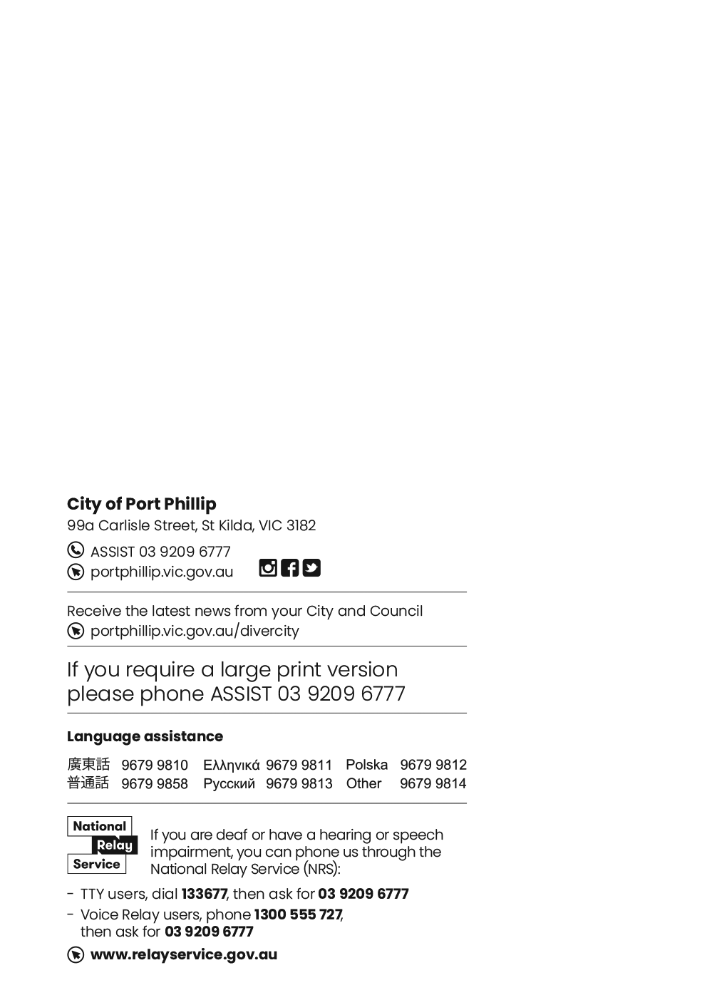 City of Port Phillip
99a Carlisle Street, St Kilda, VIC 3182
ASSIST 03 9209 6777
portphillip.vic.gov.au
Receive the latest news from your City and Council
portphillip.vic.gov.au/divercity
If you require a large print version
please phone ASSIST 03 9209 6777
Language assistance
廣東話 9679 9810 Ελληνικά 9679 9811 Polska 9679 9812
普通話 9679 9858 Русский 9679 9813 Other 9679 9814
National
Relay
Service
If you are deaf or have a hearing or speech
impairment, you can phone us through the
National Relay Service (NRS):
- TTY users, dial 133677, then ask for 03 9209 6777
- Voice Relay users, phone 1300 555 727,
then ask for 03 9209 6777
www.relayservice.gov.au